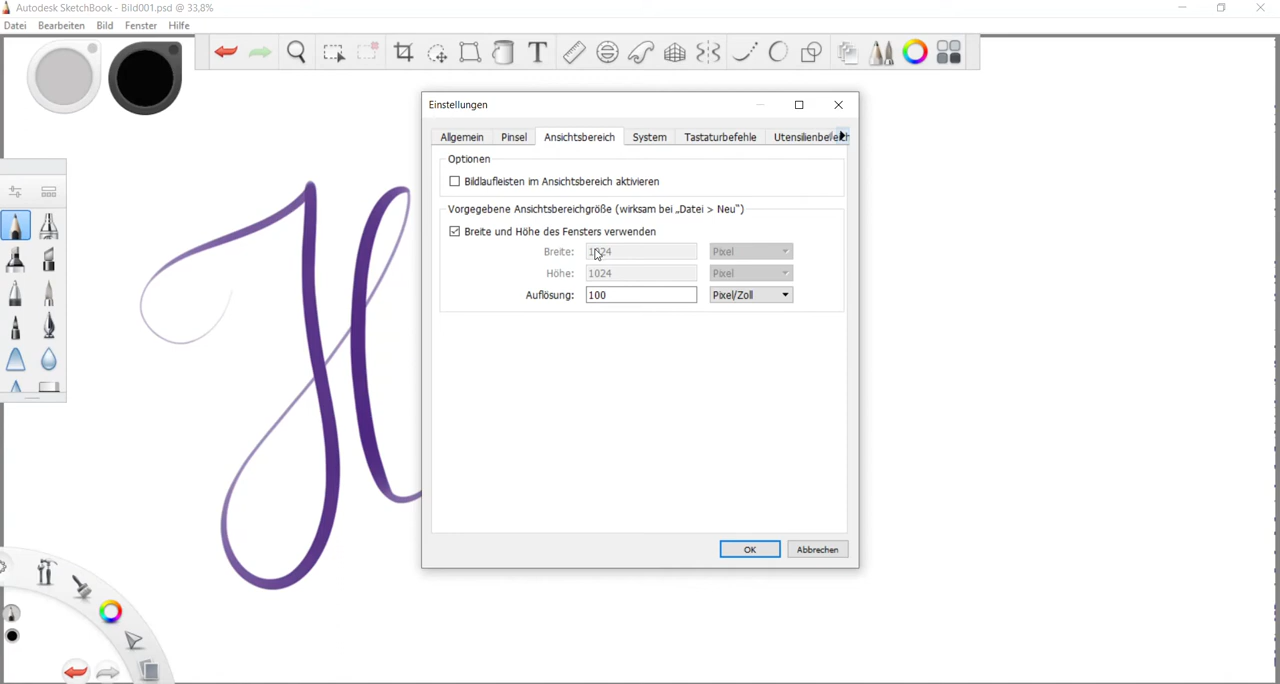 Autodesk SketchBook - Bild001.psd @ 33,8%
Datei Bearbeiten Bild Fenster Hilfe
T
Einstellungen
Allgemein Pinsel Ansichtsbereich System Tastaturbefehle
Optionen
Bildlaufleisten im Ansichtsbereich aktivieren
Vorgegebene Ansichtsbereichgröße (wirksam bei „Datei > Neu")
Breite und Höhe des Fensters verwenden
Breite: 1024 Pixel
Höhe: 1024 Pixel
Auflösung: 100 Pixel/Zoll
OK Abbrechen